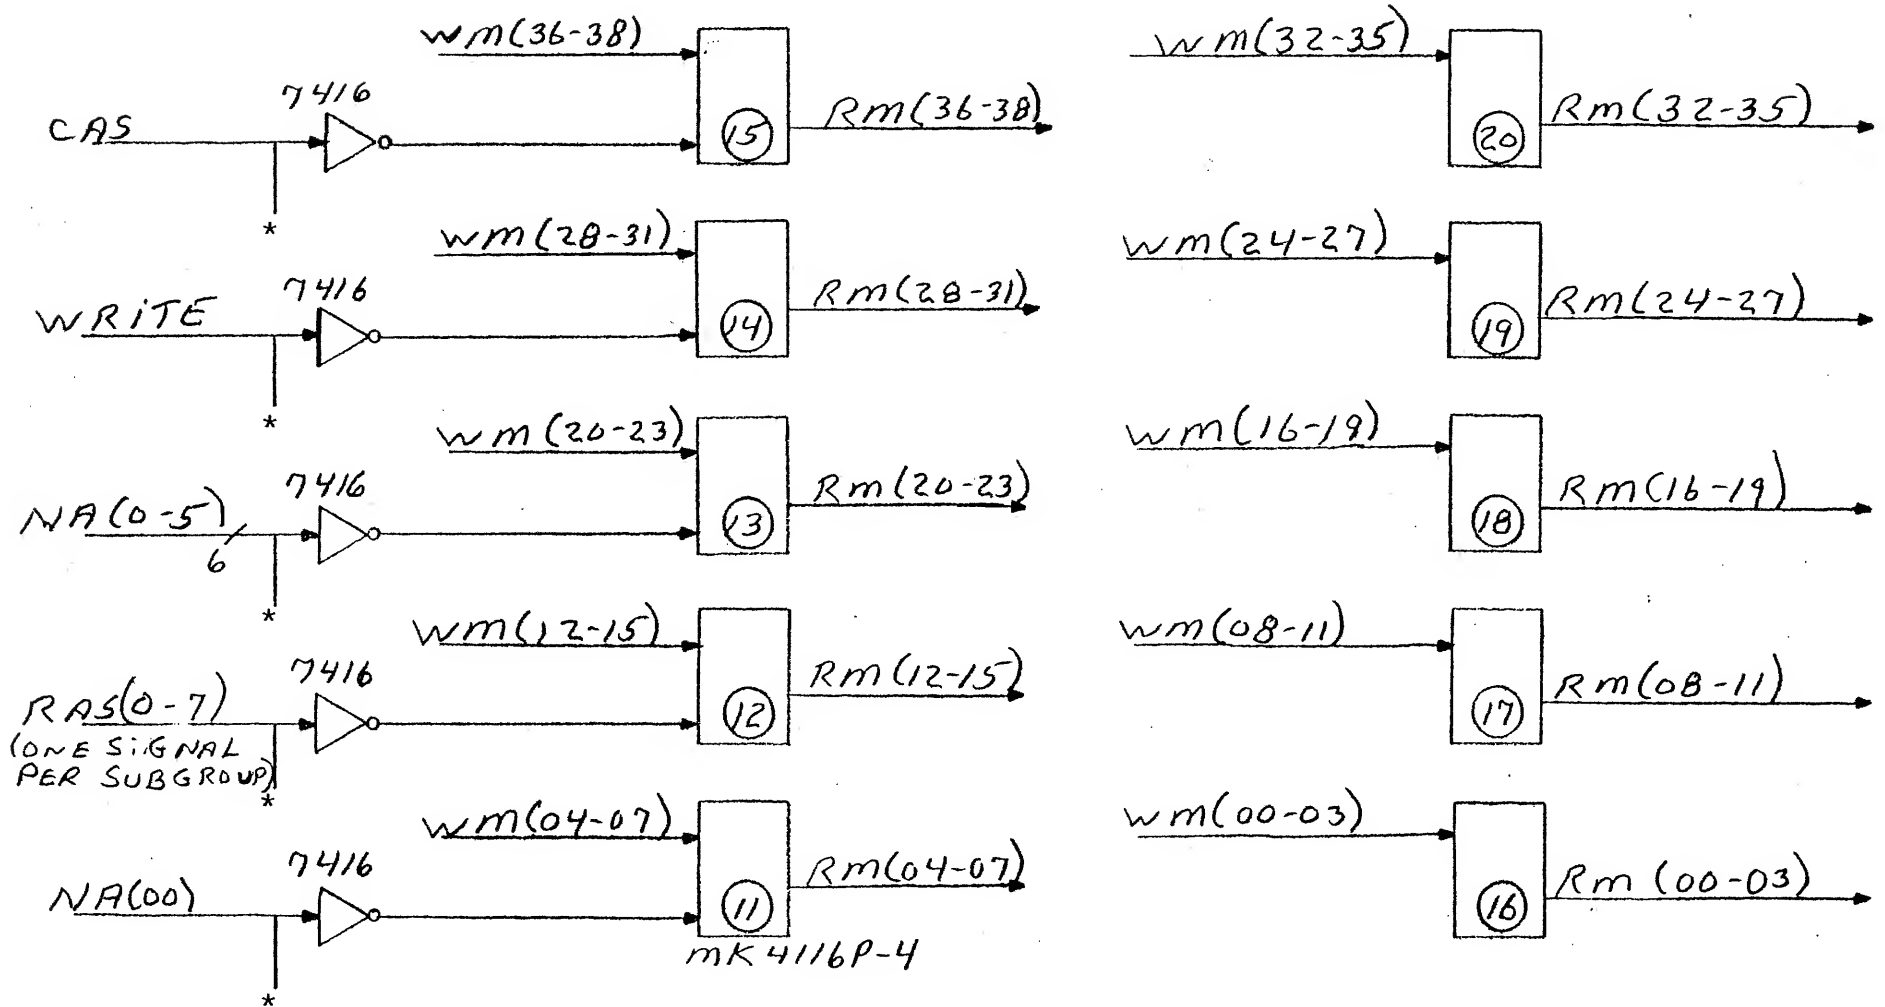 Wm(36-38)
Wm(32-35)
7416
CAS
Rm(36-38)
Rm(32-35)
15
20
*
Wm(28-31)
Wm(24-27)
7416
WRiTE
Rm(28-31)
Rm(24-27)
14
19
*
Wm(20-23)
Wm(16-19)
7416
NA(0-5)
6
Rm(20-23)
Rm(16-19)
13
18
*
Wm(12-15)
Wm(08-11)
7416
RAS(0-7)
(ONE SiGNAL
PER SUBGROUP)
Rm(12-15)
Rm(08-11)
12
17
*
Wm(04-07)
Wm(00-03)
7416
NA(00)
Rm(04-07)
Rm(00-03)
11
16
mK4116P-4
*